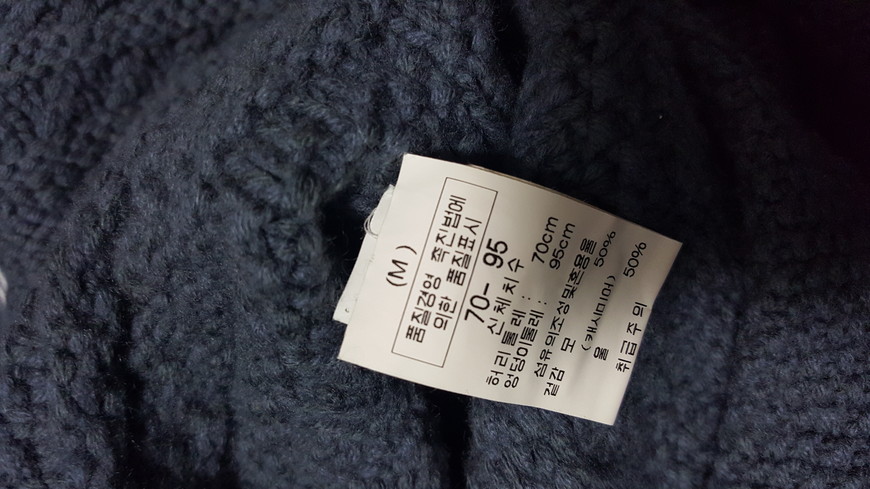 (M)
품질경영 촉진법에
의한 품질표시
70- 95
신체치수
허리둘레 : 70cm
엉덩이둘레 : 95cm
섬유의조성및혼용율
겉감 모 50%
(캐시미어)
울 50%
취급주의